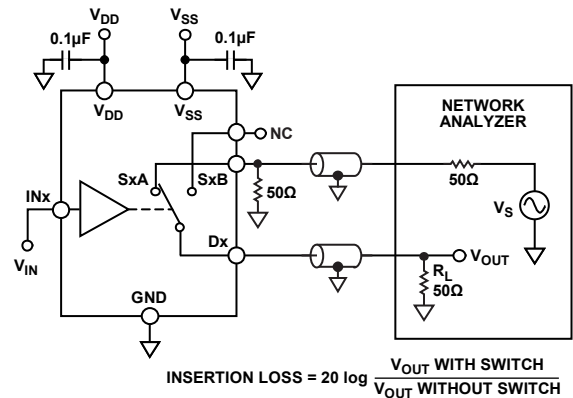 VDD
VSS
0.1µF
0.1µF
VDD
VSS
NC
NETWORK
ANALYZER
SxA
SxB
50Ω
50Ω
INx
VS
VIN
Dx
VOUT
RL
50Ω
GND
INSERTION LOSS = 20 log VOUT WITH SWITCH
VOUT WITHOUT SWITCH